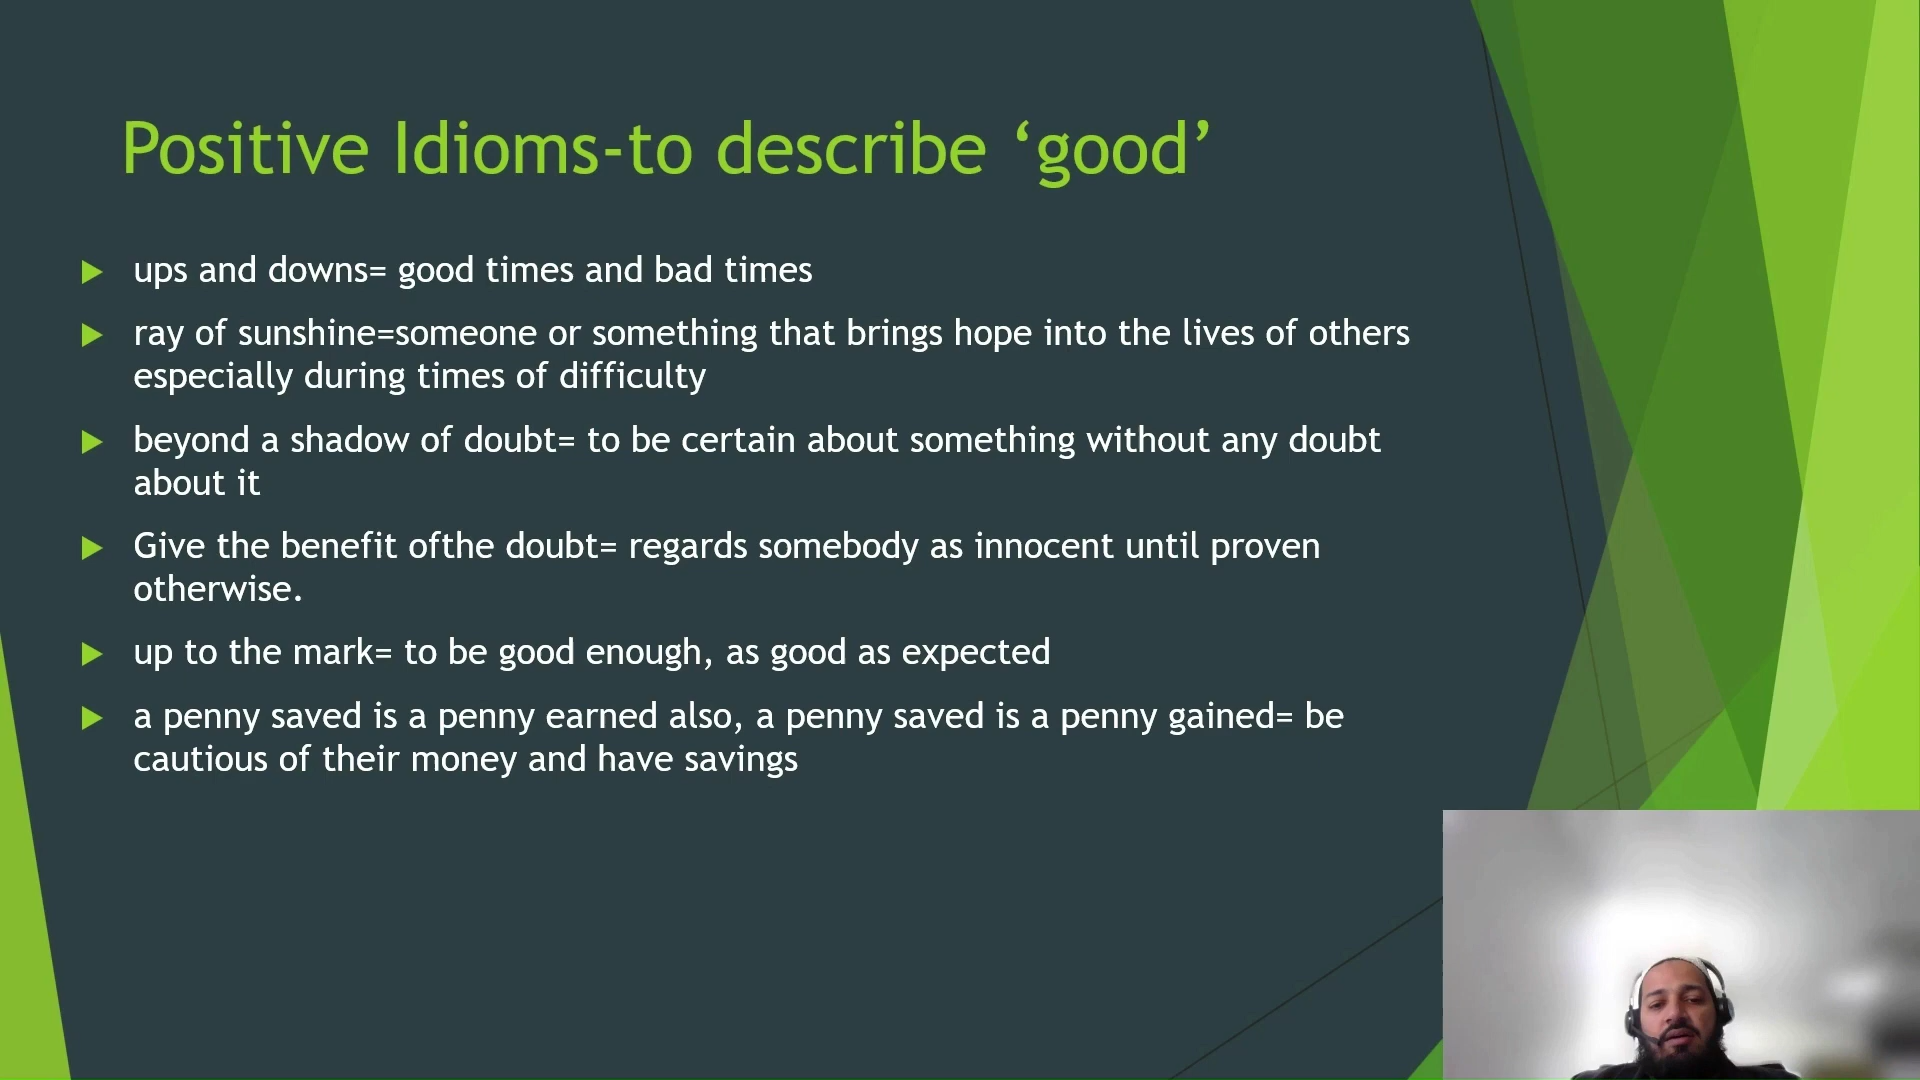 Positive Idioms-to describe ‘good’
ups and downs= good times and bad times
ray of sunshine=someone or something that brings hope into the lives of others
especially during times of difficulty
beyond a shadow of doubt= to be certain about something without any doubt
about it
Give the benefit ofthe doubt= regards somebody as innocent until proven
otherwise.
up to the mark= to be good enough, as good as expected
a penny saved is a penny earned also, a penny saved is a penny gained= be
cautious of their money and have savings